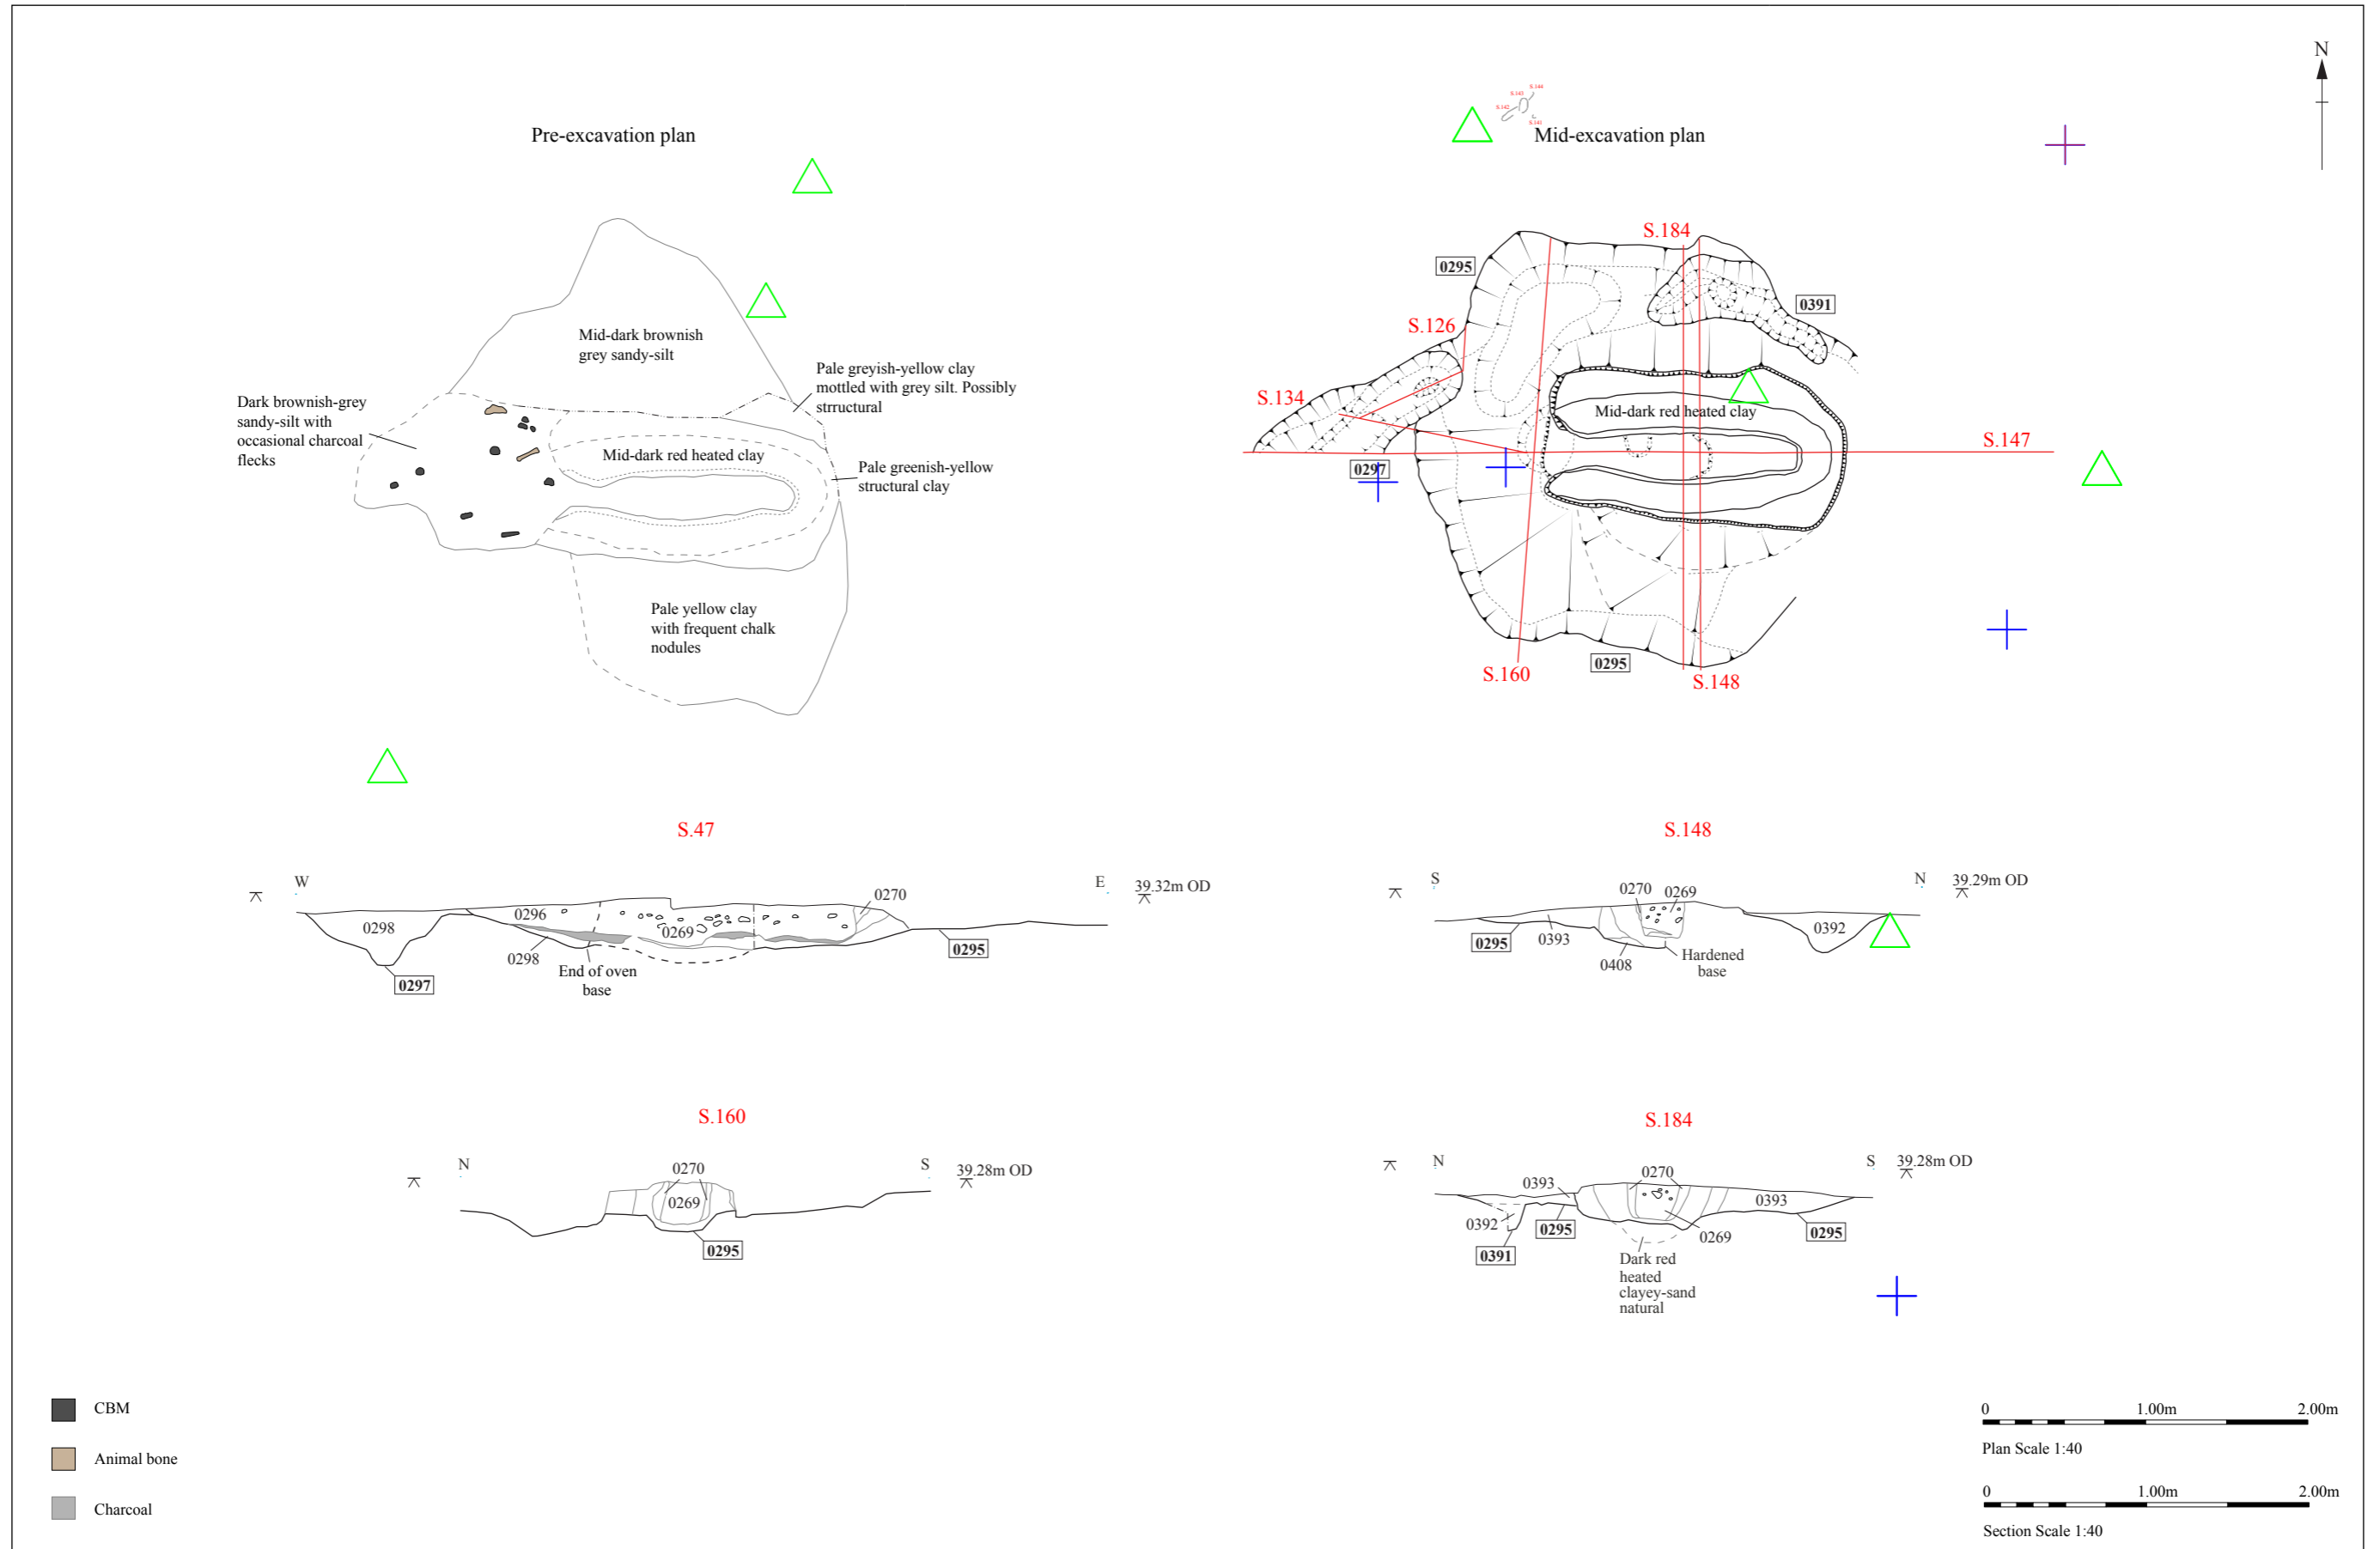 N
Pre-excavation plan
Mid-dark brownish
grey sandy-silt
Pale greyish-yellow clay
mottled with grey silt. Possibly
strructural
Dark brownish-grey
sandy-silt with
occasional charcoal
flecks
Mid-dark red heated clay
Pale greenish-yellow
structural clay
Pale yellow clay
with frequent chalk
nodules
S.144
S.143
S.142
S.141
Mid-excavation plan
S.184
0295
0391
S.126
S.134
Mid-dark red heated clay
S.147
0297
0295
S.160
S.148
S.47
W
E
39.32m OD
0270
0296
0298
0269
0298
End of oven
base
0295
0297
S.148
S
N
39.29m OD
0270
0269
0392
0295
0393
0408
Hardened
base
S.160
N
S
39.28m OD
0270
0269
0295
S.184
N
S
39.28m OD
0393
0270
0393
0392
0295
0269
0295
0391
Dark red
heated
clayey-sand
natural
CBM
Animal bone
Charcoal
0 1.00m 2.00m
Plan Scale 1:40
0 1.00m 2.00m
Section Scale 1:40